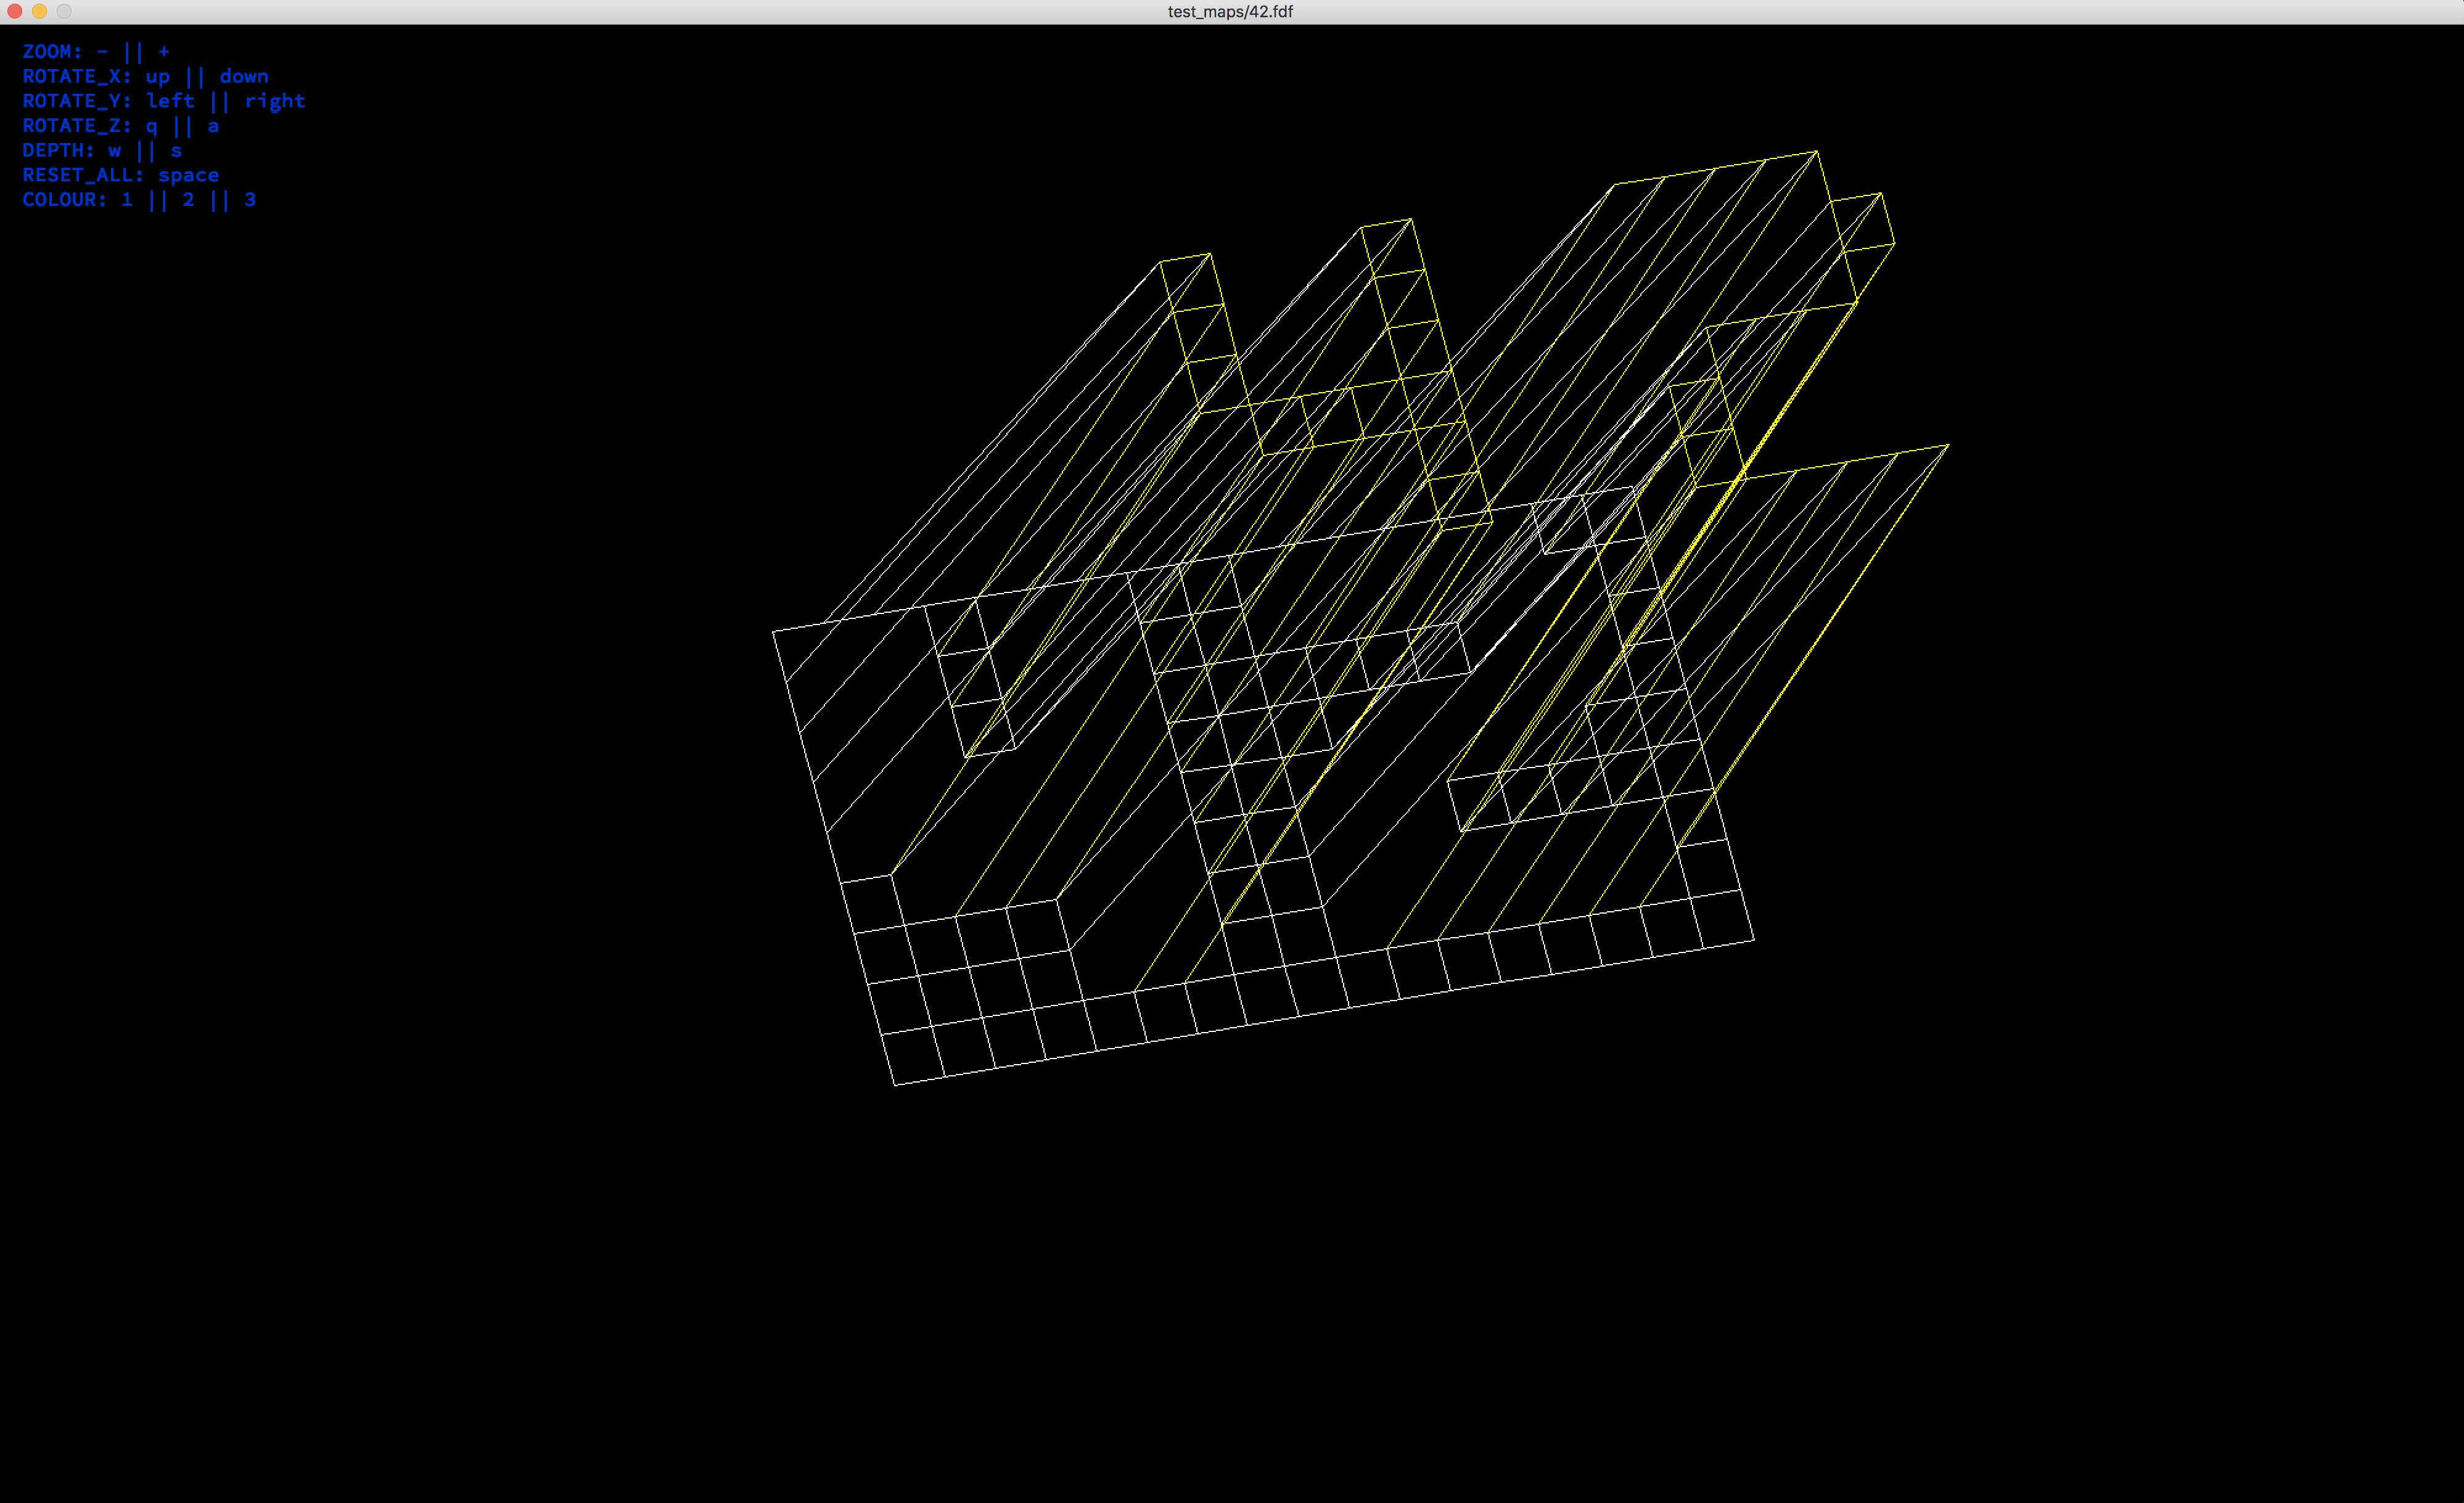 test_maps/42.fdf
ZOOM: - || +
ROTATE_X: up || down
ROTATE_Y: left || right
ROTATE_Z: q || a
DEPTH: w || s
RESET_ALL: space
COLOUR: 1 || 2 || 3